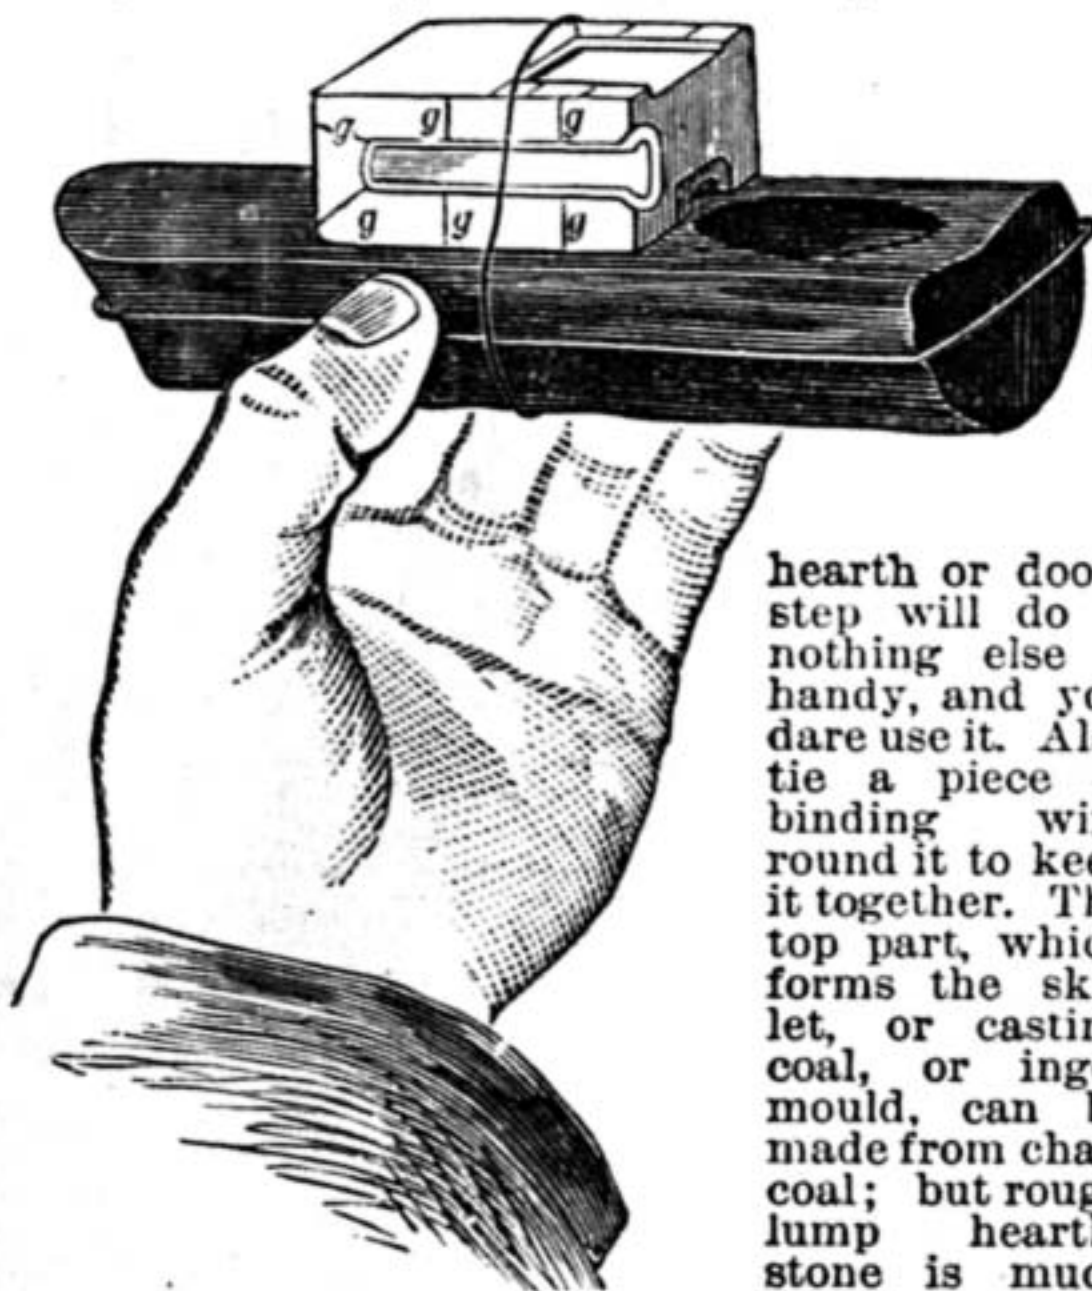 g g g
g g g
hearth or doo
step will do
nothing else
handy, and yo
dare use it. Al
tie a piece
binding wi
round it to kee
it together. Th
top part, whic
forms the sk
let, or castin
coal, or ing
mould, can b
made from cha
coal; but roug
lump heart
stone is muc